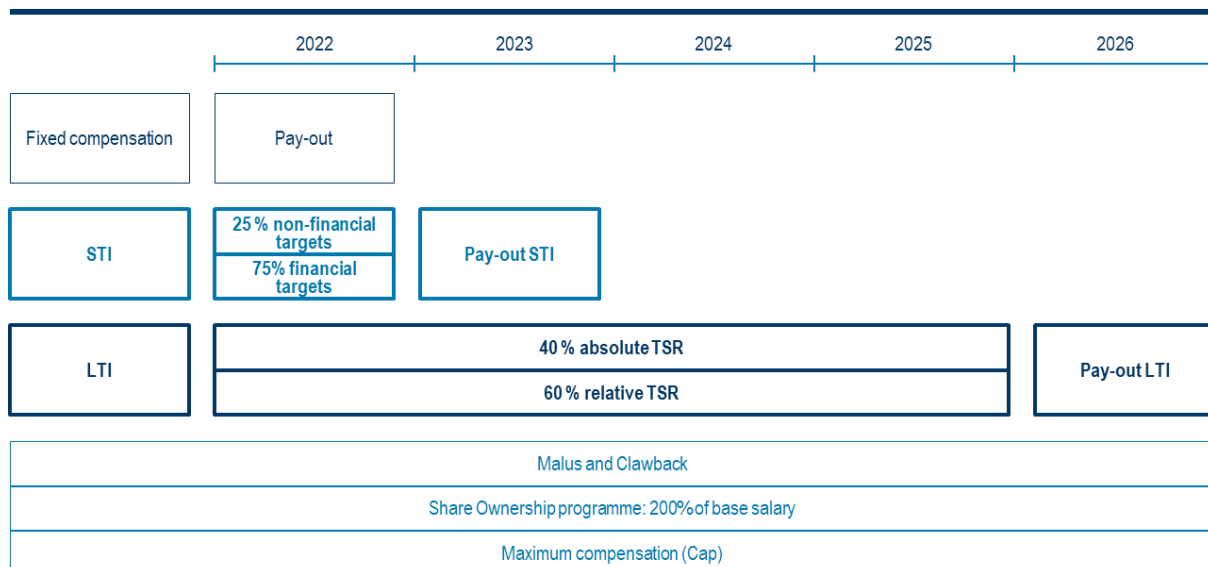 2022 2023 2024 2025 2026
Fixed compensation Pay-out
STI
25 % non-financial
targets
75% financial
targets
Pay-out STI
LTI
40 % absolute TSR
60 % relative TSR
Pay-out LTI
Malus and Clawback
Share Ownership programme: 200% of base salary
Maximum compensation (Cap)